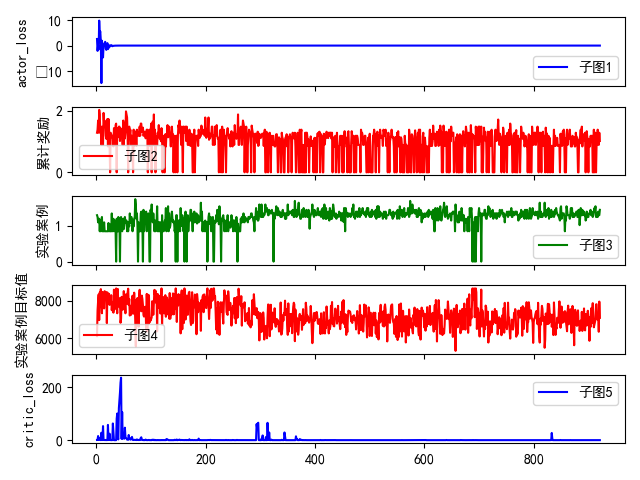 actor_loss
10
0
□10
子图1
累计奖励
2
0
子图2
实验案例
1
0
子图3
实验案例目标值
8000
6000
子图4
critic_loss
200
0
子图5
0 200 400 600 800